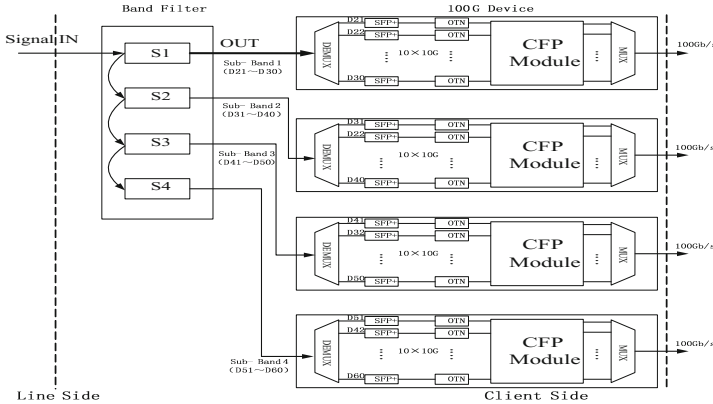 Band Filter
100G Device
Signal IN
S1
OUT
Sub- Band 1
(D21～D30)
S2
Sub- Band 2
(D31～D40)
S3
Sub-Band 3
(D41～D50)
S4
Sub- Band 4
(D51～D60)
DEMUX
D21
SFP+
OTN
D22
SFP+
OTN
10×10G
D30
SFP+
OTN
CFP
Module
MUX
100Gb/s
DEMUX
D31
SFP+
OTN
D22
SFP+
OTN
10×10G
D40
SFP+
OTN
CFP
Module
MUX
100Gb/s
DEMUX
D41
SFP+
OTN
D32
SFP+
OTN
10×10G
D50
SFP+
OTN
CFP
Module
MUX
100Gb/s
DEMUX
D51
SFP+
OTN
D42
SFP+
OTN
10×10G
D60
SFP+
OTN
CFP
Module
MUX
100Gb/s
Line Side
Client Side